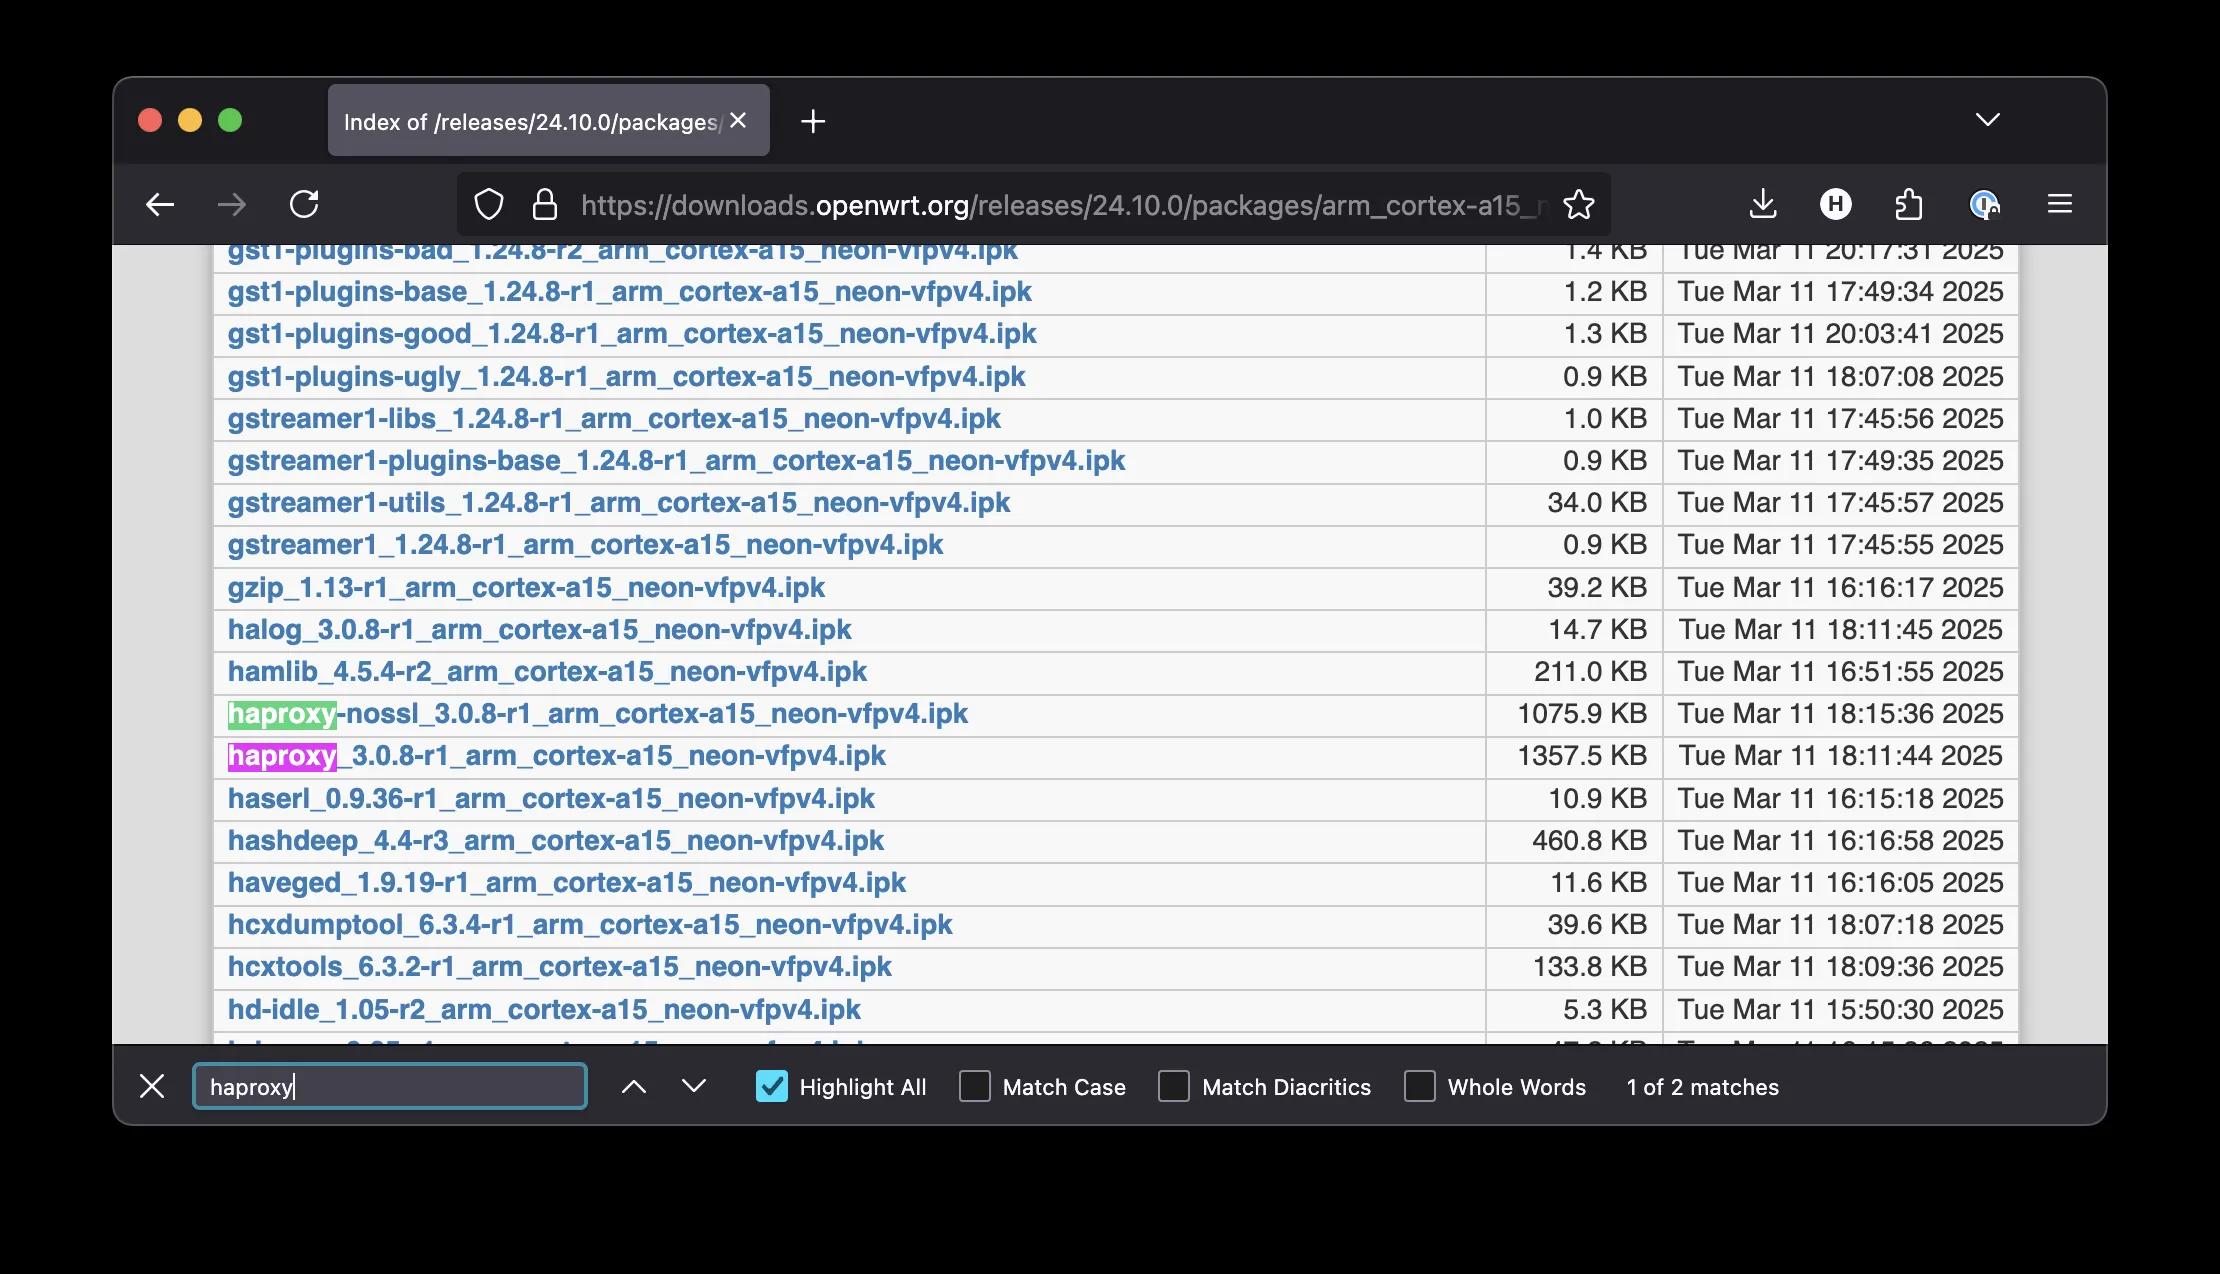 Index of /releases/24.10.0/packages/
https://downloads.openwrt.org/releases/24.10.0/packages/arm_cortex-a15_n
gst1-plugins-bad_1.24.8-r2_arm_cortex-a15_neon-vfpv4.ipk 1.4 KB Tue Mar 11 20:17:31 2025
gst1-plugins-base_1.24.8-r1_arm_cortex-a15_neon-vfpv4.ipk 1.2 KB Tue Mar 11 17:49:34 2025
gst1-plugins-good_1.24.8-r1_arm_cortex-a15_neon-vfpv4.ipk 1.3 KB Tue Mar 11 20:03:41 2025
gst1-plugins-ugly_1.24.8-r1_arm_cortex-a15_neon-vfpv4.ipk 0.9 KB Tue Mar 11 18:07:08 2025
gstreamer1-libs_1.24.8-r1_arm_cortex-a15_neon-vfpv4.ipk 1.0 KB Tue Mar 11 17:45:56 2025
gstreamer1-plugins-base_1.24.8-r1_arm_cortex-a15_neon-vfpv4.ipk 0.9 KB Tue Mar 11 17:49:35 2025
gstreamer1-utils_1.24.8-r1_arm_cortex-a15_neon-vfpv4.ipk 34.0 KB Tue Mar 11 17:45:57 2025
gstreamer1_1.24.8-r1_arm_cortex-a15_neon-vfpv4.ipk 0.9 KB Tue Mar 11 17:45:55 2025
gzip_1.13-r1_arm_cortex-a15_neon-vfpv4.ipk 39.2 KB Tue Mar 11 16:16:17 2025
halog_3.0.8-r1_arm_cortex-a15_neon-vfpv4.ipk 14.7 KB Tue Mar 11 18:11:45 2025
hamlib_4.5.4-r2_arm_cortex-a15_neon-vfpv4.ipk 211.0 KB Tue Mar 11 16:51:55 2025
haproxy-nossl_3.0.8-r1_arm_cortex-a15_neon-vfpv4.ipk 1075.9 KB Tue Mar 11 18:15:36 2025
haproxy_3.0.8-r1_arm_cortex-a15_neon-vfpv4.ipk 1357.5 KB Tue Mar 11 18:11:44 2025
haserl_0.9.36-r1_arm_cortex-a15_neon-vfpv4.ipk 10.9 KB Tue Mar 11 16:15:18 2025
hashdeep_4.4-r3_arm_cortex-a15_neon-vfpv4.ipk 460.8 KB Tue Mar 11 16:16:58 2025
haveged_1.9.19-r1_arm_cortex-a15_neon-vfpv4.ipk 11.6 KB Tue Mar 11 16:16:05 2025
hcxdumptool_6.3.4-r1_arm_cortex-a15_neon-vfpv4.ipk 39.6 KB Tue Mar 11 18:07:18 2025
hcxtools_6.3.2-r1_arm_cortex-a15_neon-vfpv4.ipk 133.8 KB Tue Mar 11 18:09:36 2025
hd-idle_1.05-r2_arm_cortex-a15_neon-vfpv4.ipk 5.3 KB Tue Mar 11 15:50:30 2025
haproxy Highlight All Match Case Match Diacritics Whole Words 1 of 2 matches